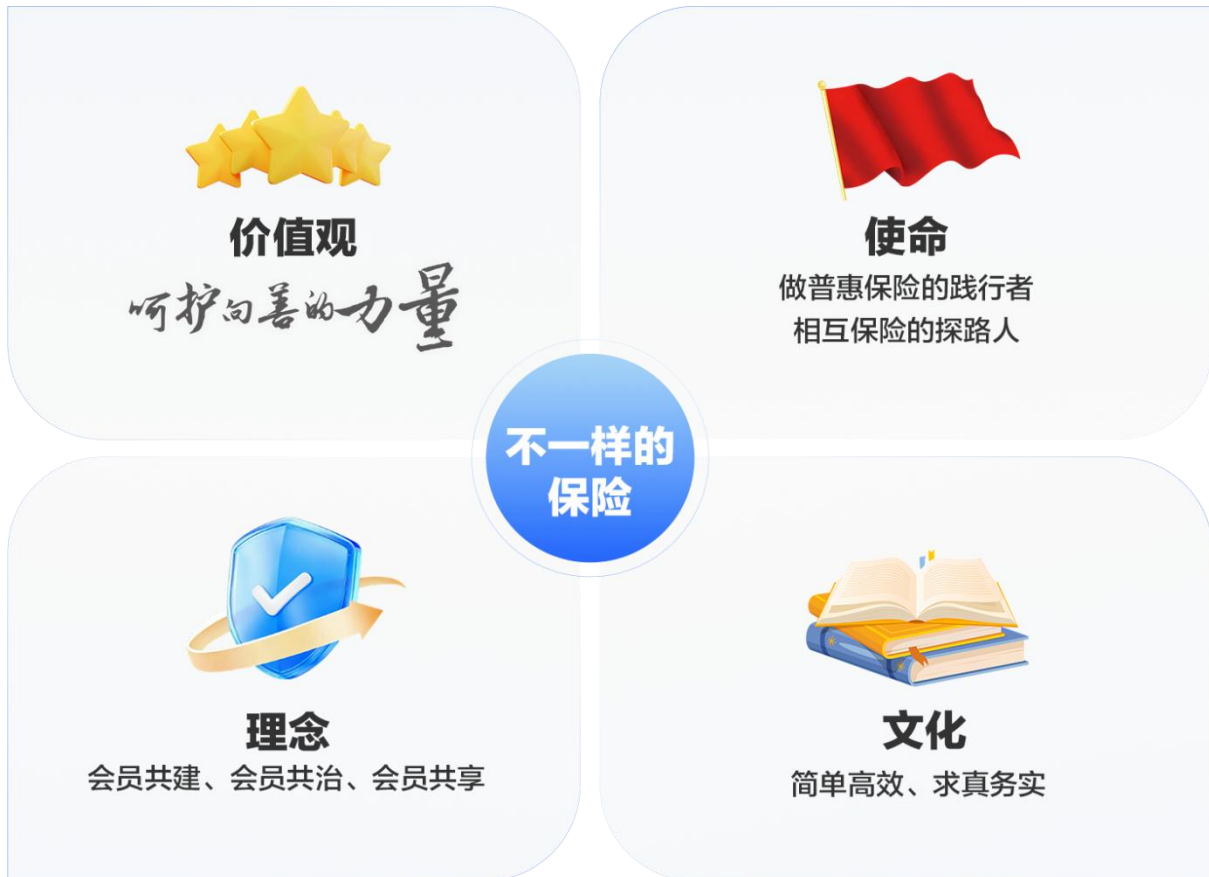 价值观
呵护向善的力量
使命
做普惠保险的践行者
相互保险的探路人
不一样的
保险
理念
会员共建、会员共治、会员共享
文化
简单高效、求真务实